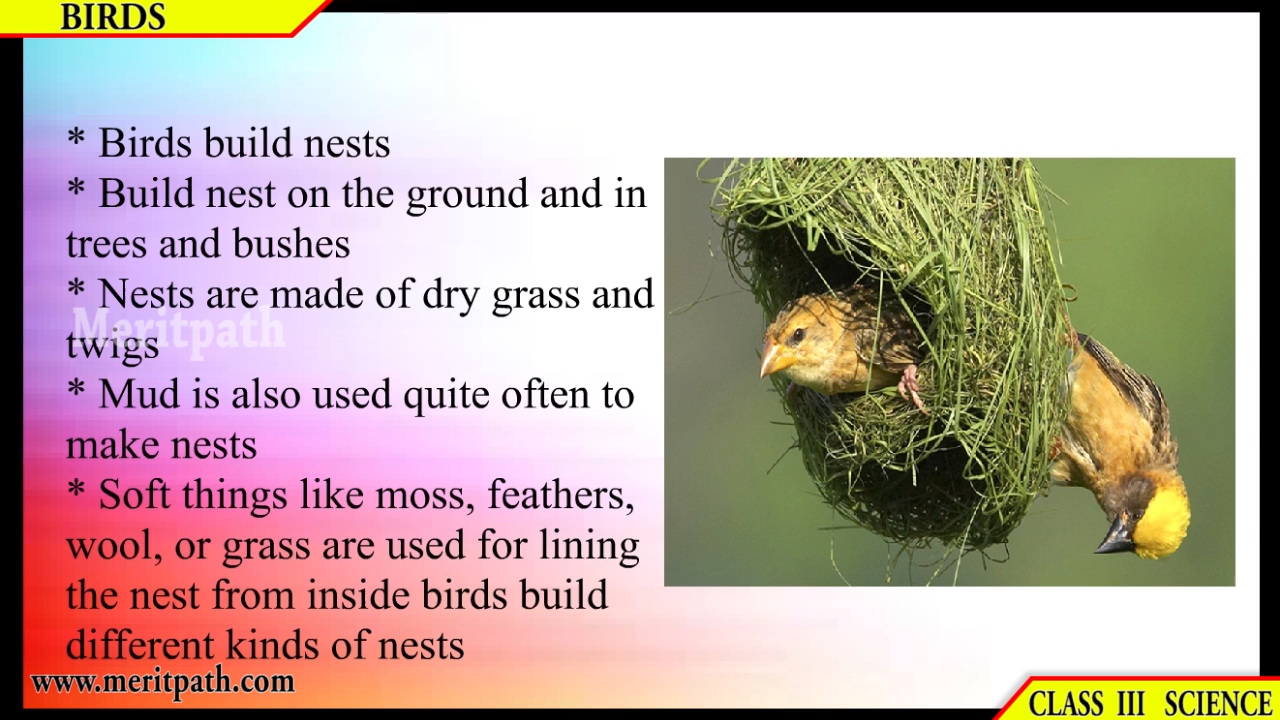 BIRDS
* Birds build nests
* Build nest on the ground and in
trees and bushes
* Nests are made of dry grass and
Meritpath
twigs
* Mud is also used quite often to
make nests
* Soft things like moss, feathers,
wool, or grass are used for lining
the nest from inside birds build
different kinds of nests
www.meritpath.com
CLASS III SCIENCE